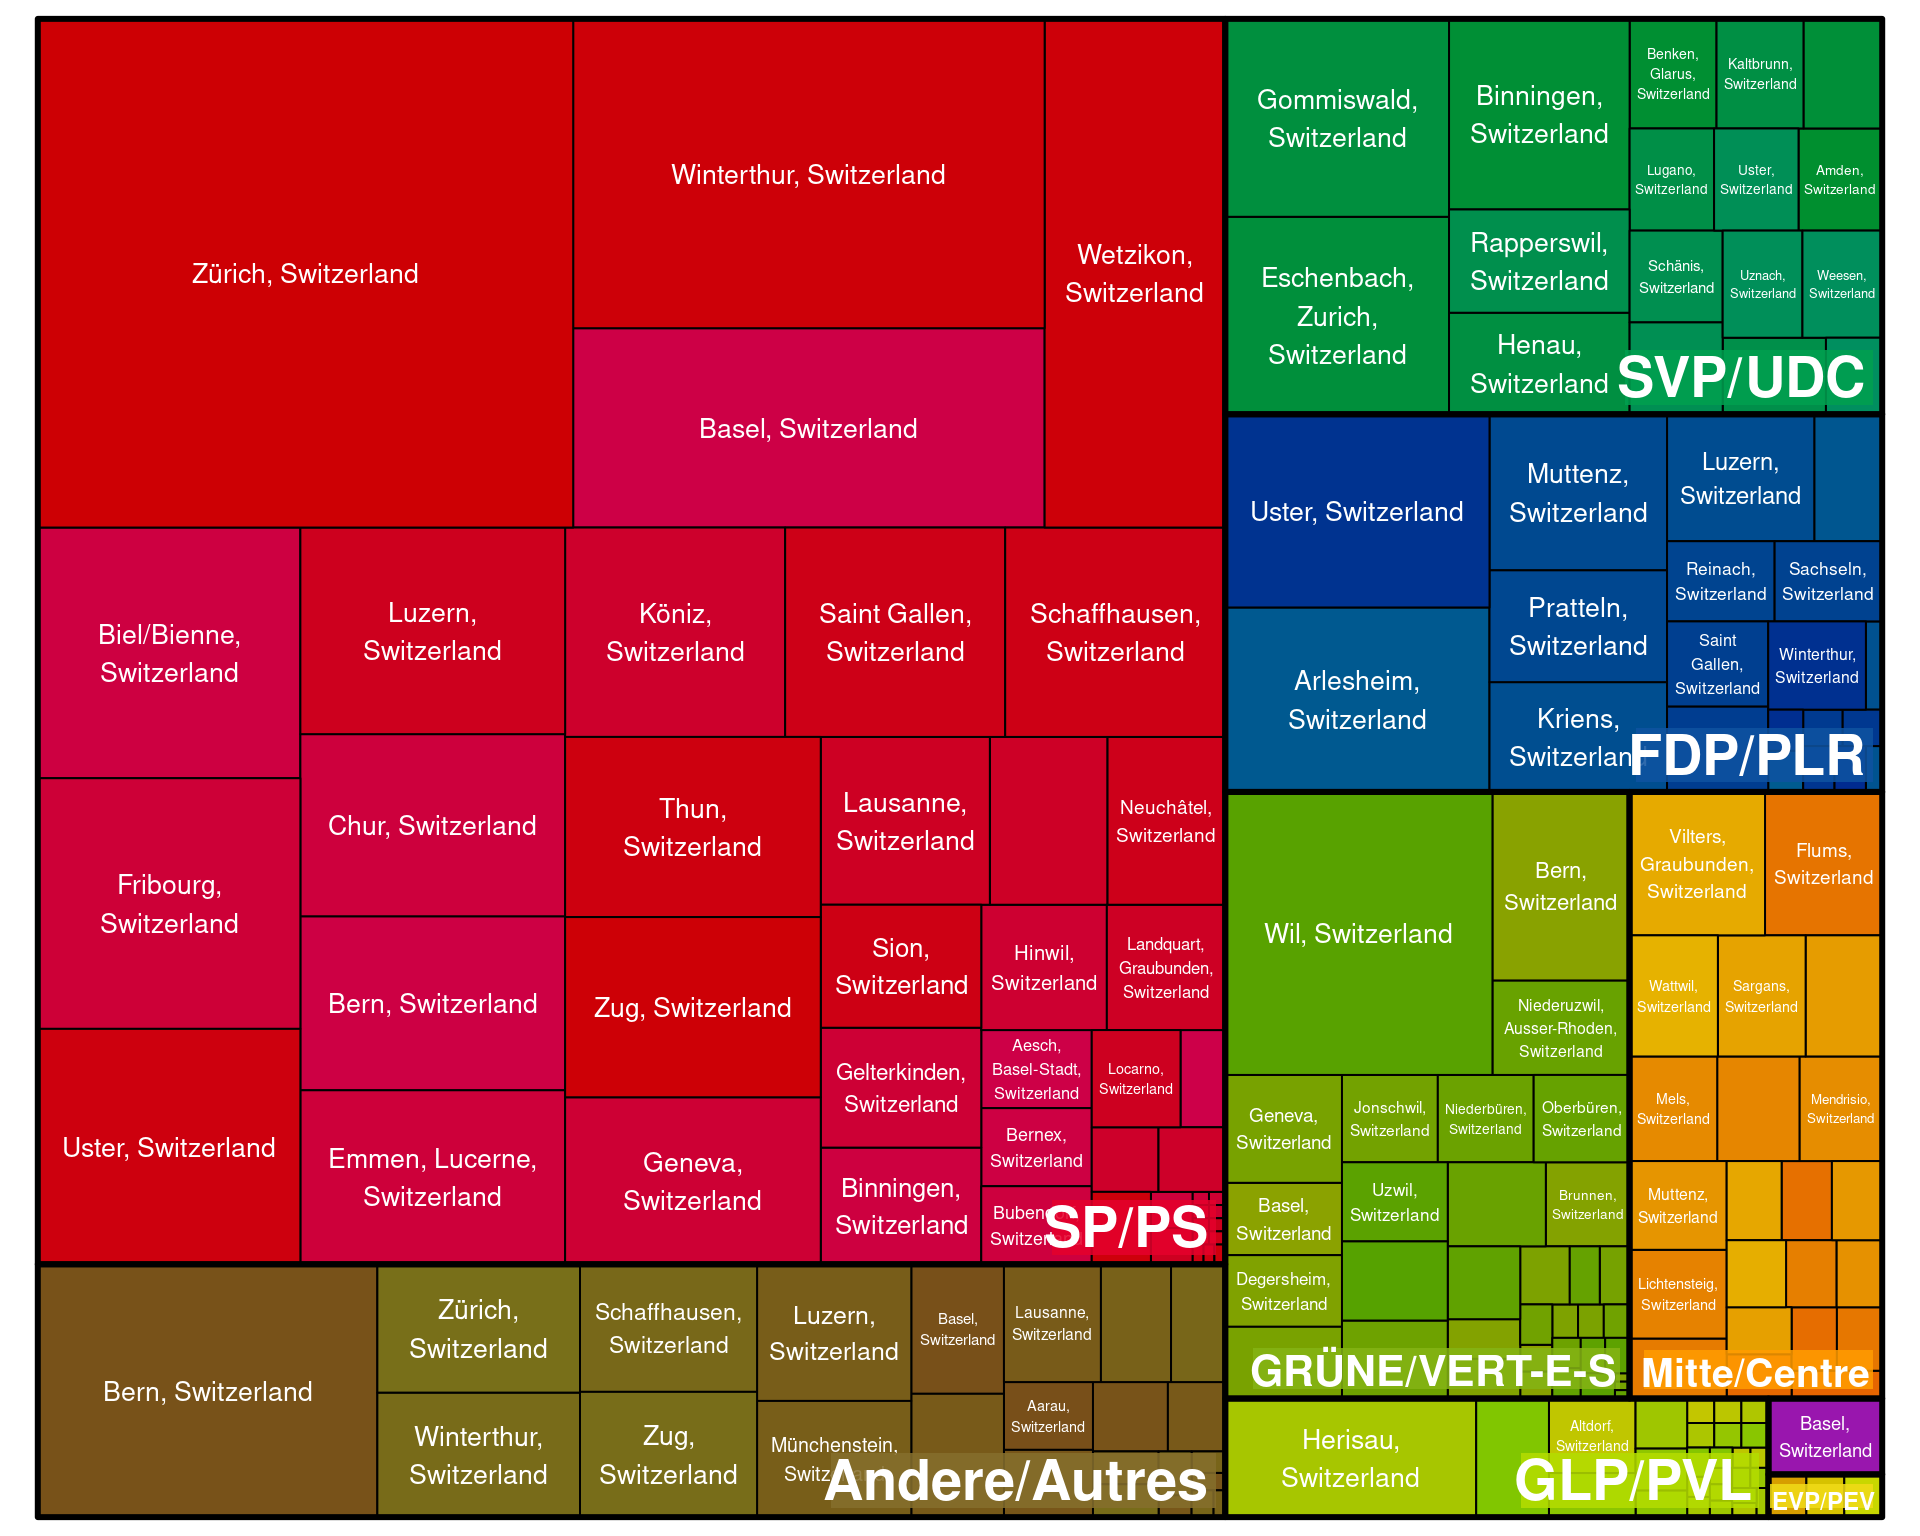 Zürich, Switzerland
Winterthur, Switzerland
Wetzikon,
Switzerland
Basel, Switzerland
Biel/Bienne,
Switzerland
Fribourg,
Switzerland
Uster, Switzerland
Luzern,
Switzerland
Chur, Switzerland
Bern, Switzerland
Emmen, Lucerne,
Switzerland
Köniz,
Switzerland
Saint Gallen,
Switzerland
Schaffhausen,
Switzerland
Thun,
Switzerland
Zug, Switzerland
Geneva,
Switzerland
Lausanne,
Switzerland
Neuchâtel,
Switzerland
Sion,
Switzerland
Hinwil,
Switzerland
Landquart,
Graubunden,
Switzerland
Gelterkinden,
Switzerland
Binningen,
Switzerland
Aesch,
Basel-Stadt,
Switzerland
Locarno,
Switzerland
Bernex,
Switzerland
SP/PS
Bern, Switzerland
Zürich,
Switzerland
Winterthur,
Switzerland
Schaffhausen,
Switzerland
Zug,
Switzerland
Luzern,
Switzerland
Münchenstein,
Basel,
Switzerland
Lausanne,
Switzerland
Aarau,
Switzerland
Andere/Autres
Gommiswald,
Switzerland
Eschenbach,
Zurich,
Switzerland
Binningen,
Switzerland
Rapperswil,
Switzerland
Henau,
Switzerland
Benken,
Glarus,
Switzerland
Kaltbrunn,
Switzerland
Lugano,
Switzerland
Uster,
Switzerland
Amden,
Switzerland
Schänis,
Switzerland
Uznach,
Switzerland
Weesen,
Switzerland
SVP/UDC
Uster, Switzerland
Arlesheim,
Switzerland
Muttenz,
Switzerland
Pratteln,
Switzerland
Kriens,
Switzerland
Luzern,
Switzerland
Reinach,
Switzerland
Sachseln,
Switzerland
Saint
Gallen,
Switzerland
Winterthur,
Switzerland
FDP/PLR
Wil, Switzerland
Bern,
Switzerland
Niederuzwil,
Ausser-Rhoden,
Switzerland
Geneva,
Switzerland
Jonschwil,
Switzerland
Niederbüren,
Switzerland
Oberbüren,
Switzerland
Basel,
Switzerland
Uzwil,
Switzerland
Brunnen,
Switzerland
Degersheim,
Switzerland
GRÜNE/VERT-E-S
Vilters,
Graubunden,
Switzerland
Flums,
Switzerland
Wattwil,
Switzerland
Sargans,
Switzerland
Mels,
Switzerland
Mendrisio,
Switzerland
Muttenz,
Switzerland
Lichtensteig,
Switzerland
Mitte/Centre
Herisau,
Switzerland
Altdorf,
Switzerland
GLP/PVL
Basel,
Switzerland
EVP/PEV